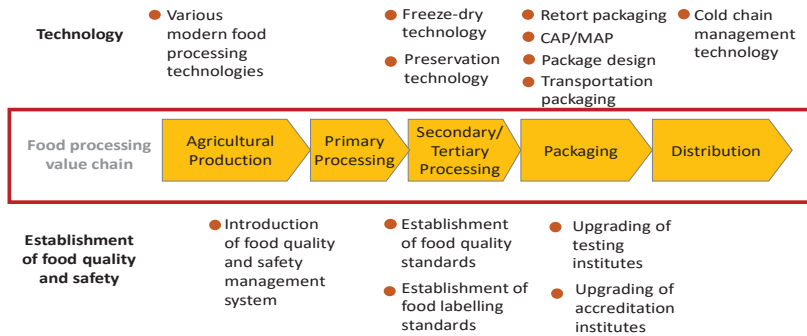 Technology
Various
modern food
processing
technologies
Freeze-dry
technology
Preservation
technology
Retort packaging
CAP/MAP
Package design
Transportation
packaging
Cold chain
management
technology
Food processing
value chain
Agricultural
Production
Primary
Processing
Secondary/
Tertiary
Processing
Packaging
Distribution
Establishment
of food quality
and safety
Introduction
of food quality
and safety
management
system
Establishment
of food quality
standards
Establishment of
food labelling
standards
Upgrading of
testing
institutes
Upgrading of
accreditation
institutes